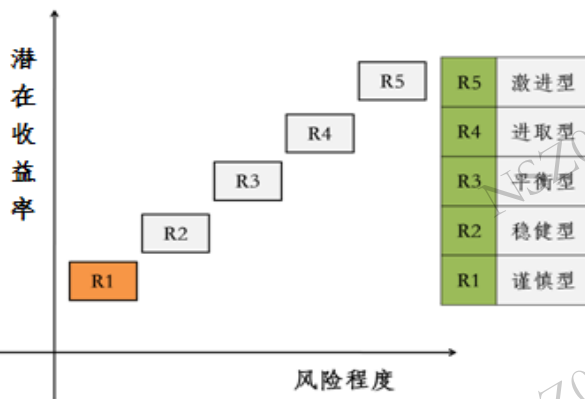 潜在收益率
R5
R4
R3
R2
R1
风险程度
R5 激进型
R4 进取型
R3 平衡型
R2 稳健型
R1 谨慎型